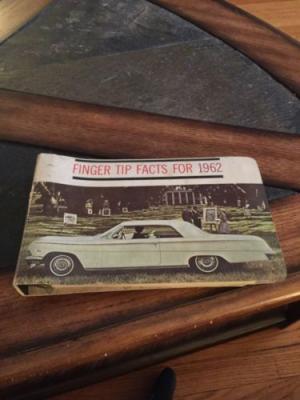 FINGER TIP FACTS FOR 1962